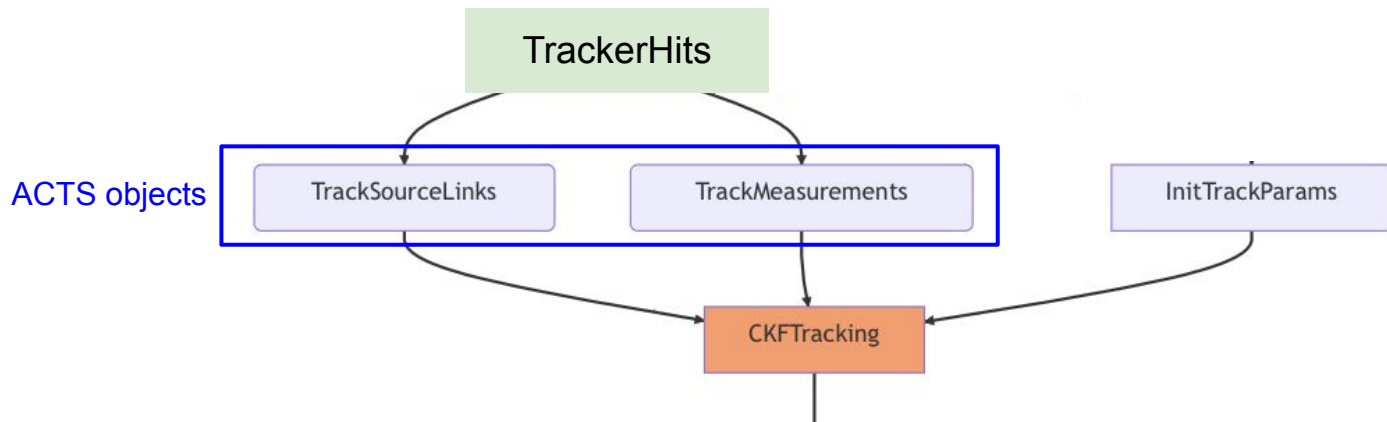 TrackerHits
ACTS objects
TrackSourceLinks
TrackMeasurements
InitTrackParams
CKFTracking